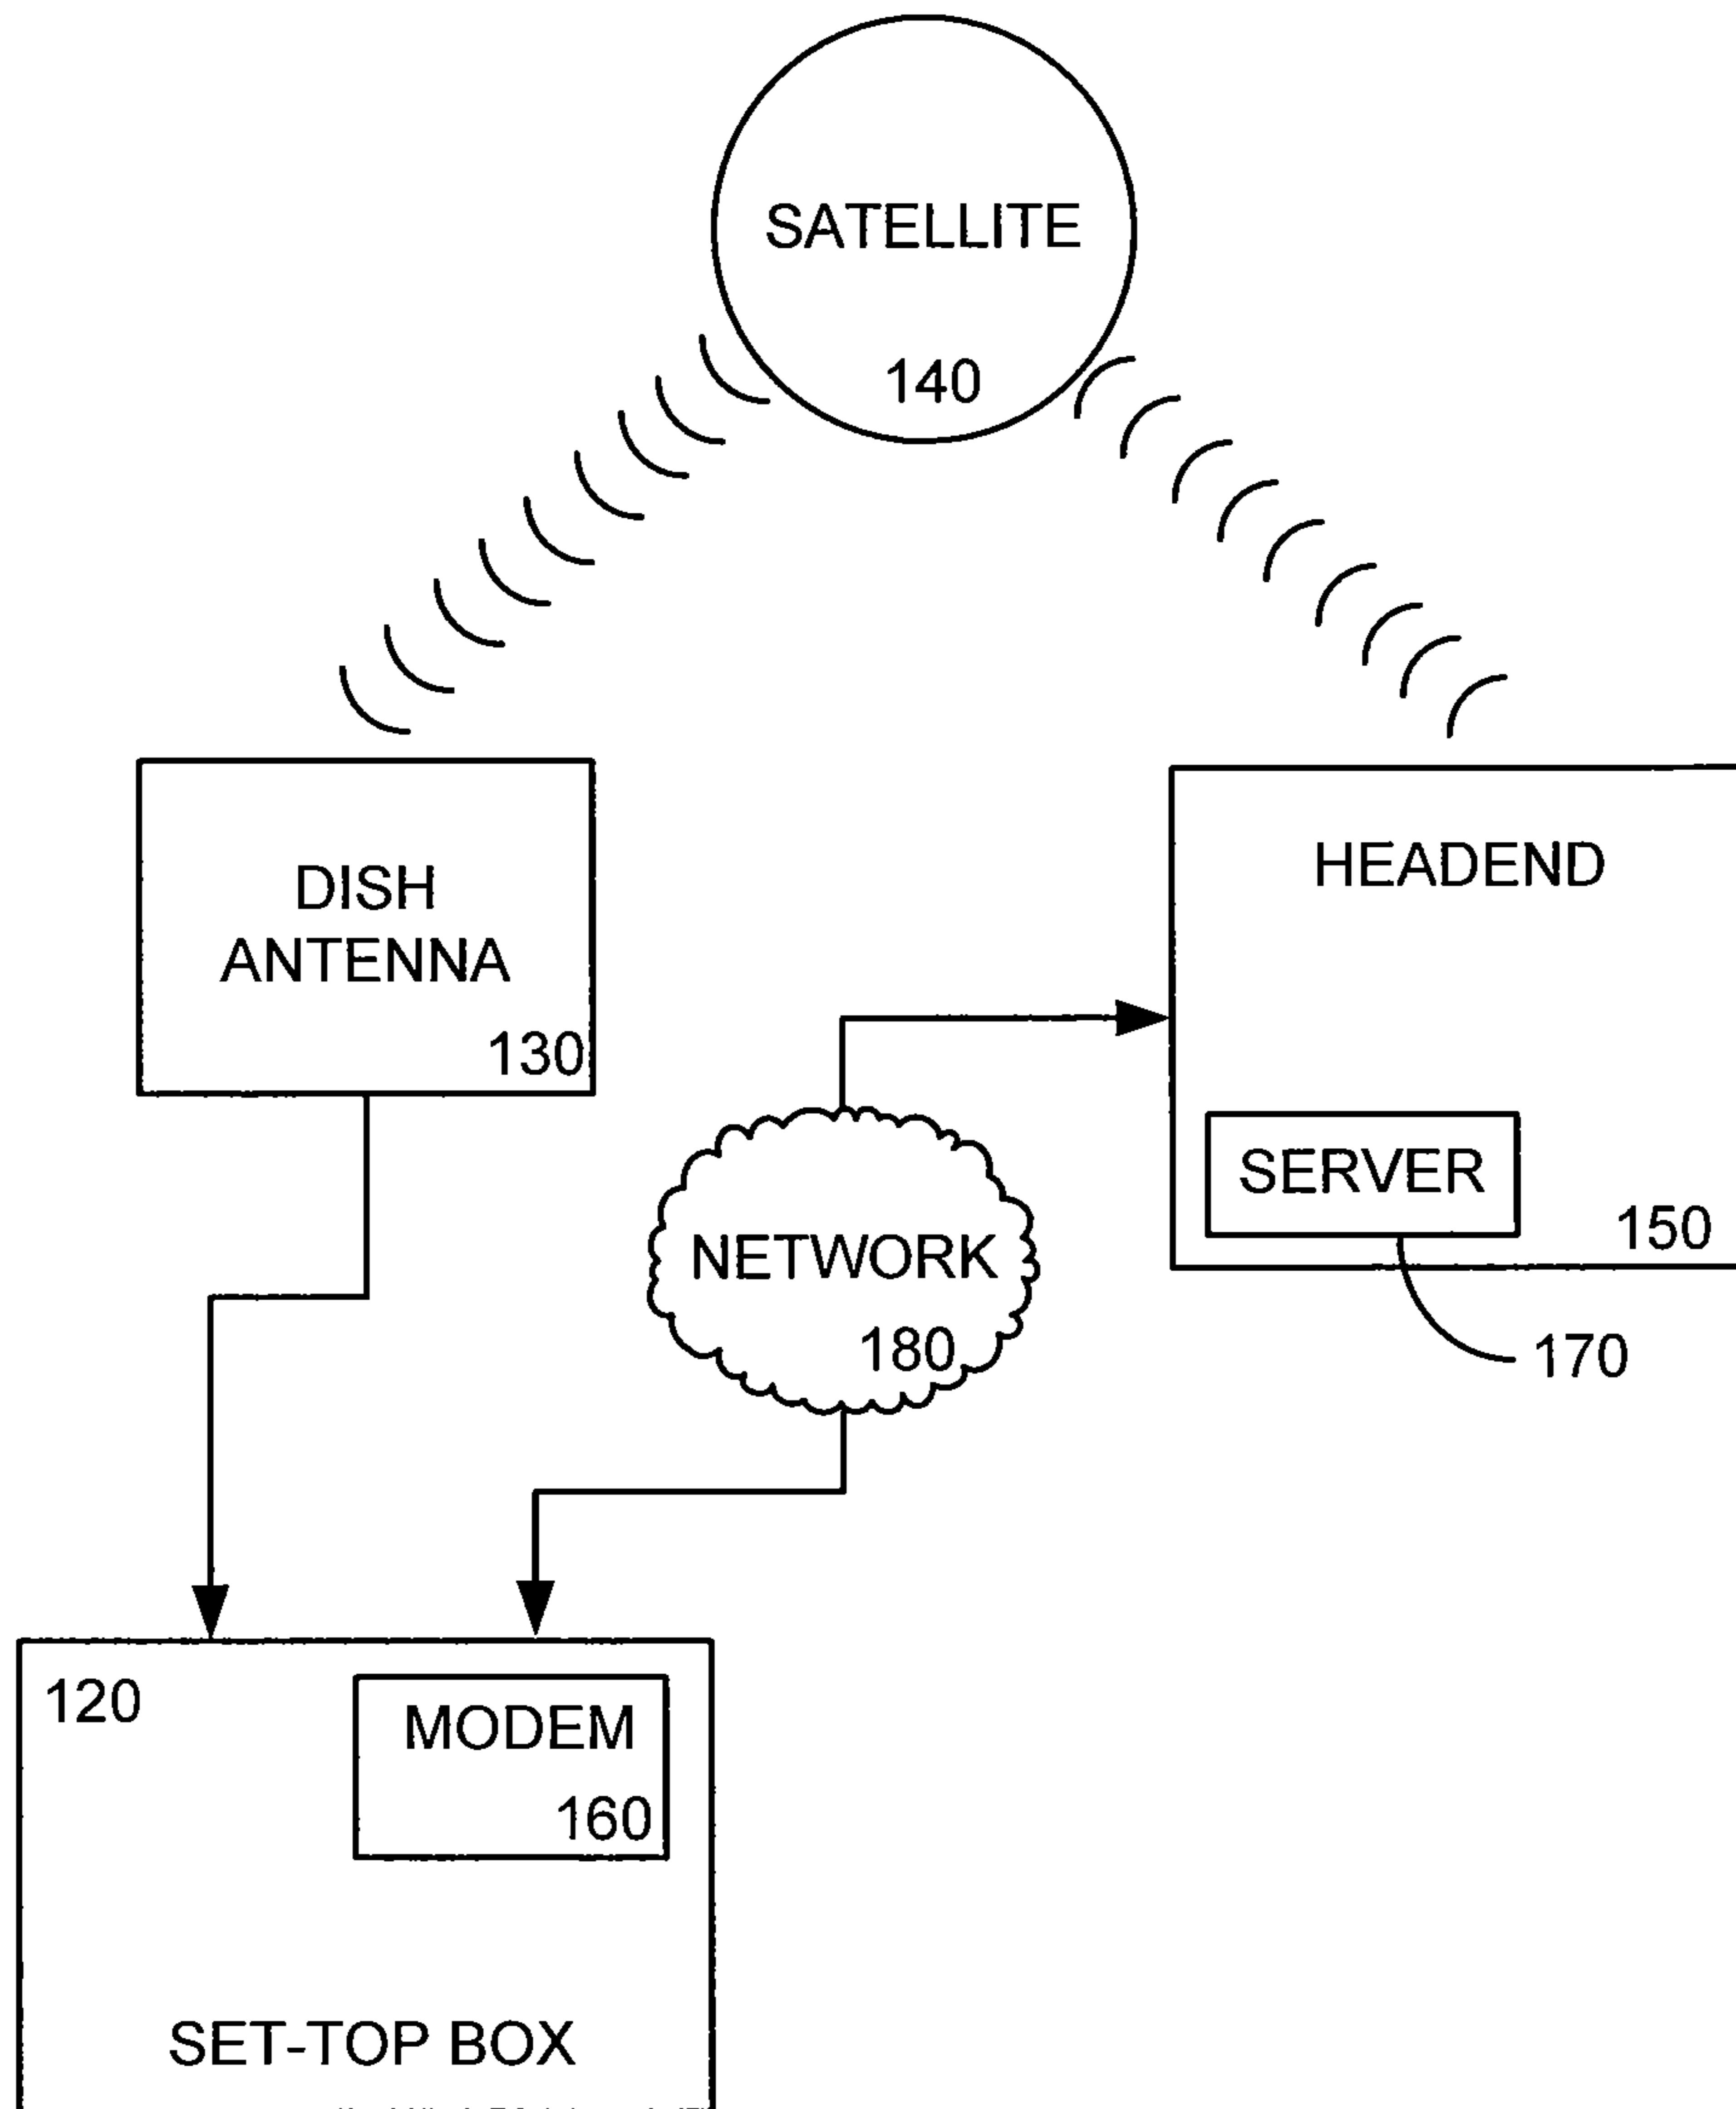 SATELLITE
140
DISH
ANTENNA
130
HEADEND
SERVER
150
170
NETWORK
180
120
MODEM
160
SET-TOP BOX